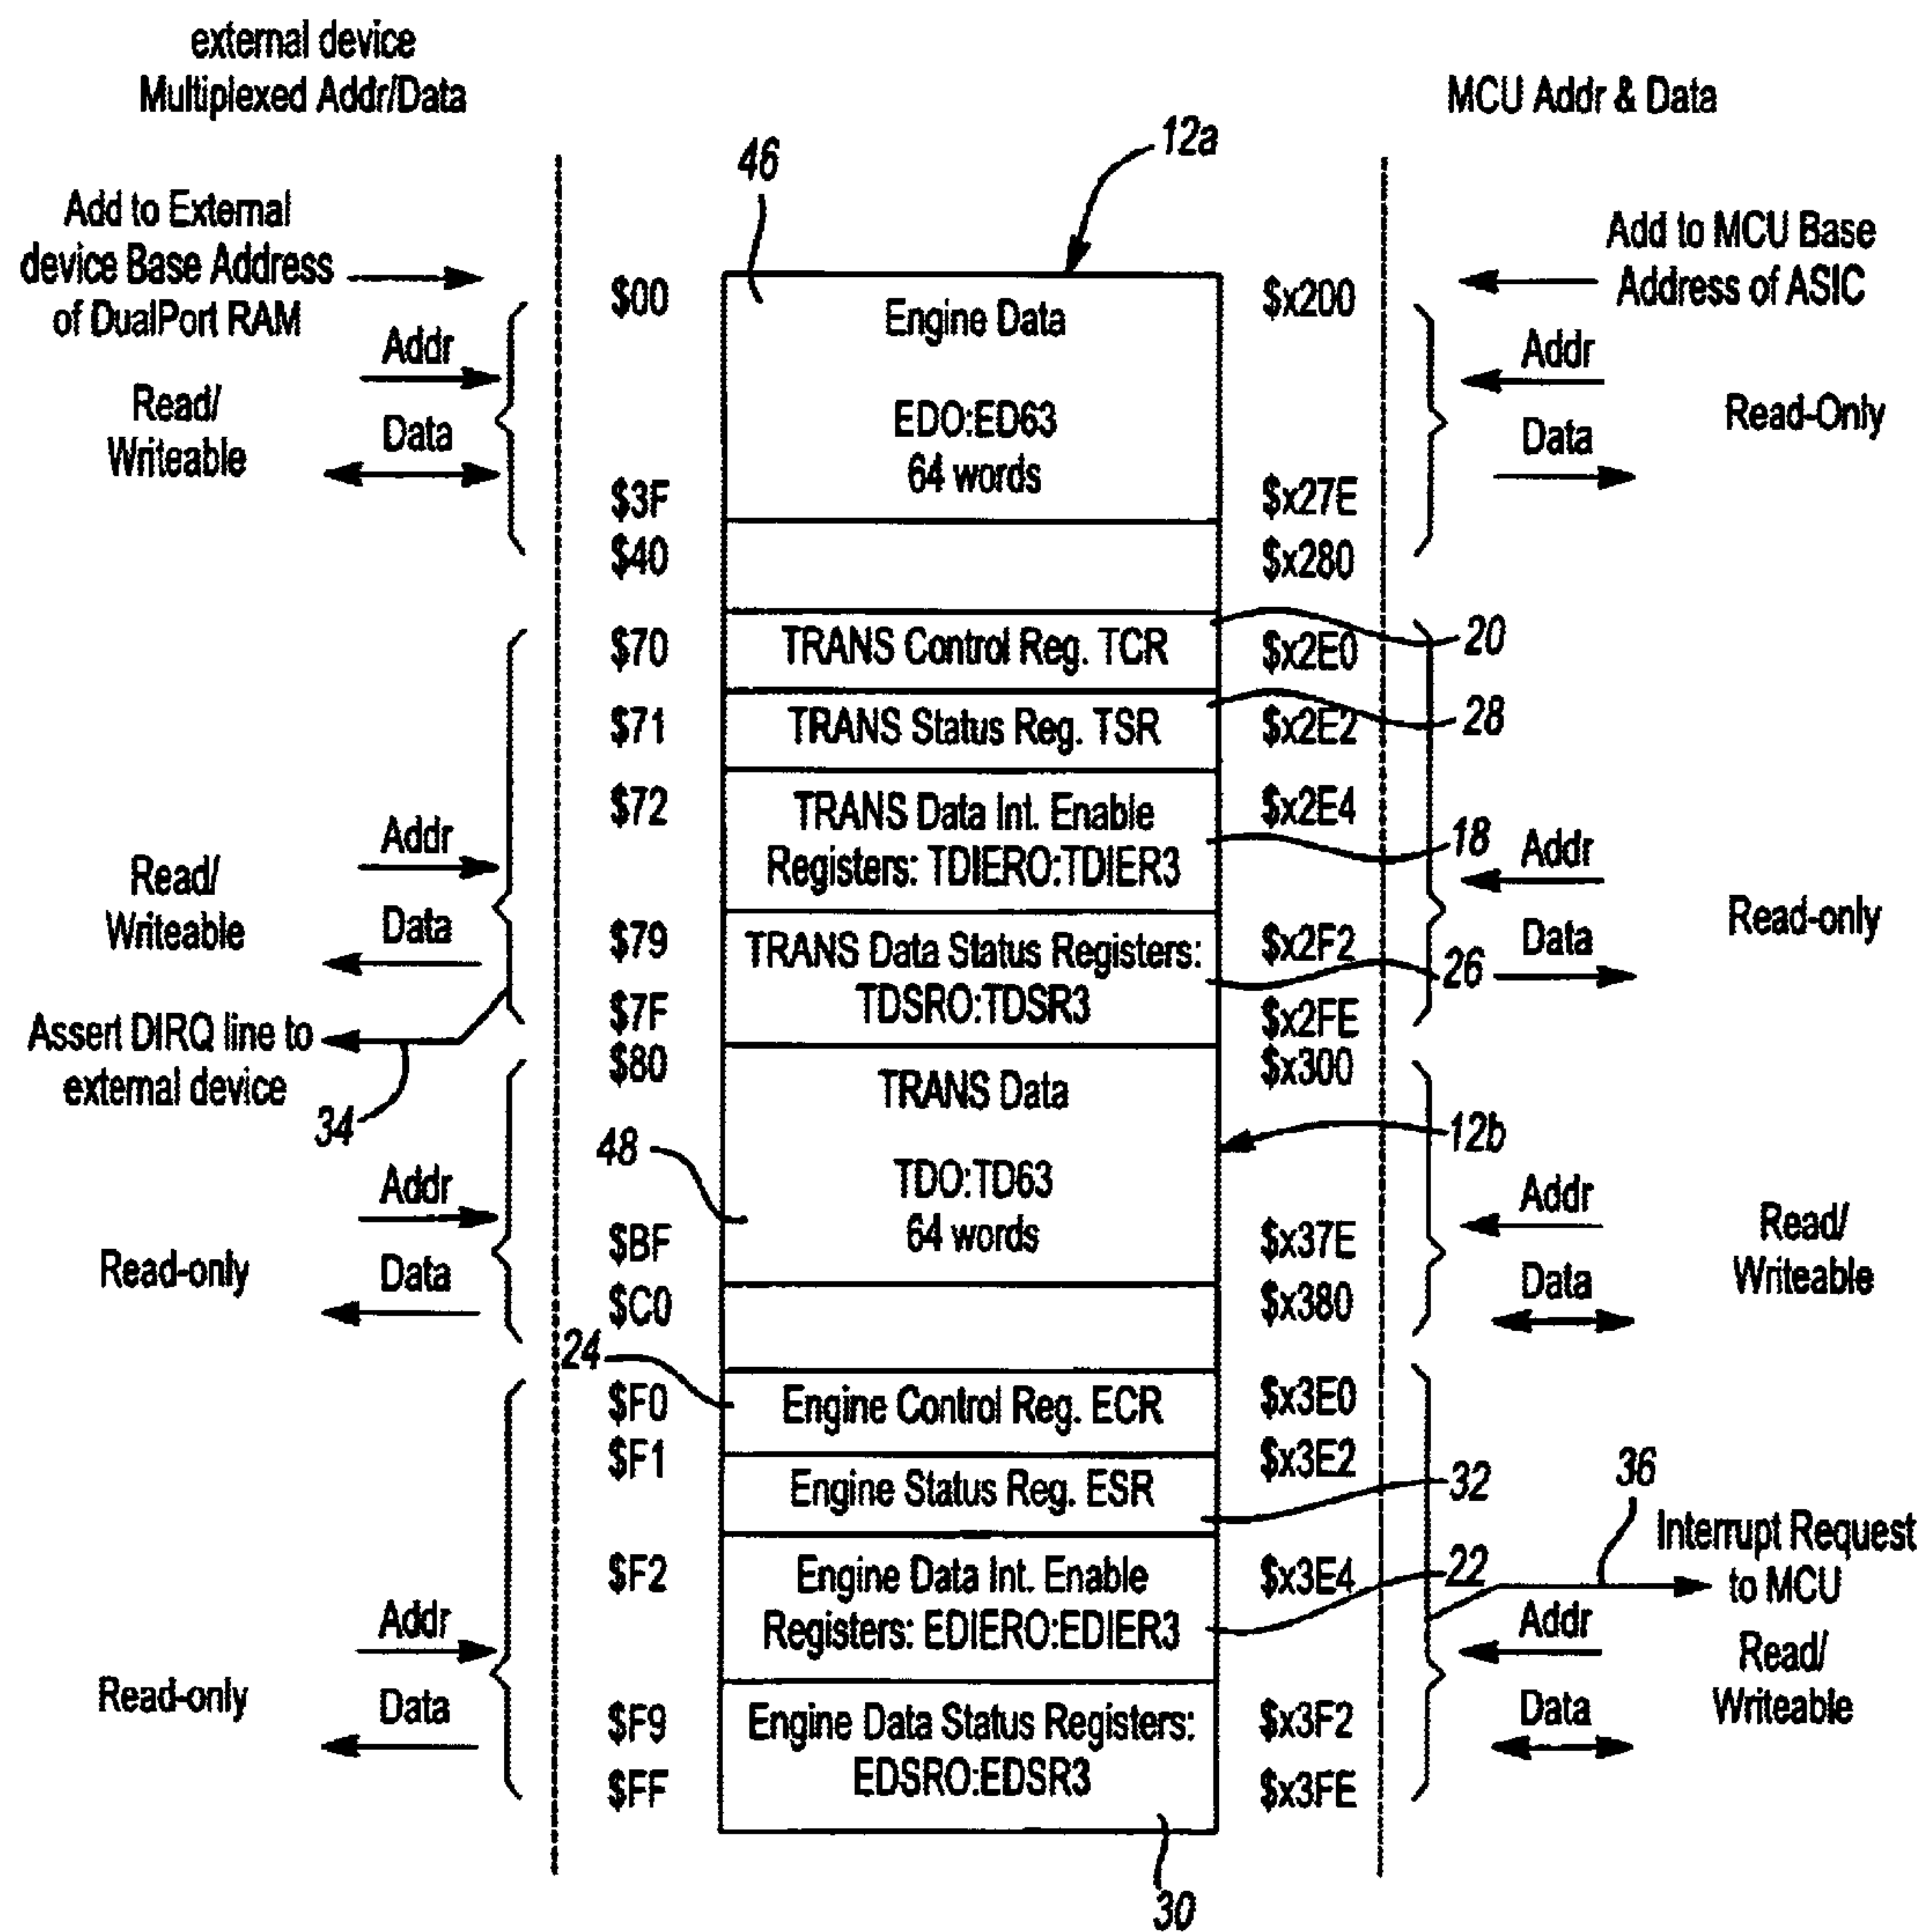 external device
Multiplexed Addr/Data
MCU Addr & Data
12a
46
Add to External
device Base Address
of DualPort RAM
Add to MCU Base
Address of ASIC
$00
Engine Data
$x200
Addr
Addr
Read/
Writeable
Data
EDO:ED63
64 words
Data
Read-Only
$3F
$x27E
$40
$x280
$70
TRANS Control Reg. TCR
$x2E0
20
$71
TRANS Status Reg. TSR
$x2E2
28
$72
TRANS Data Int. Enable
Registers: TDIERO:TDIER3
$x2E4
18
Addr
Addr
Read/
Writeable
Data
Read-only
Data
$79
TRANS Data Status Registers:
TDSRO:TDSR3
$x2F2
26
$7F
$x2FE
Assert DIRQ line to
external device
34
$80
TRANS Data
$x300
12b
48
TDO:TD63
64 words
Addr
Read-only
Data
Addr
Data
Read/
Writeable
$BF
$x37E
$C0
$x380
24
$F0
Engine Control Reg. ECR
$x3E0
$F1
Engine Status Reg. ESR
$x3E2
32
36
Interrupt Request
to MCU
$F2
Engine Data Int. Enable
Registers: EDIERO:EDIER3
$x3E4
22
Addr
Read-only
Data
Addr
Data
Read/
Writeable
$F9
Engine Data Status Registers:
EDSRO:EDSR3
$x3F2
$FF
$x3FE
30